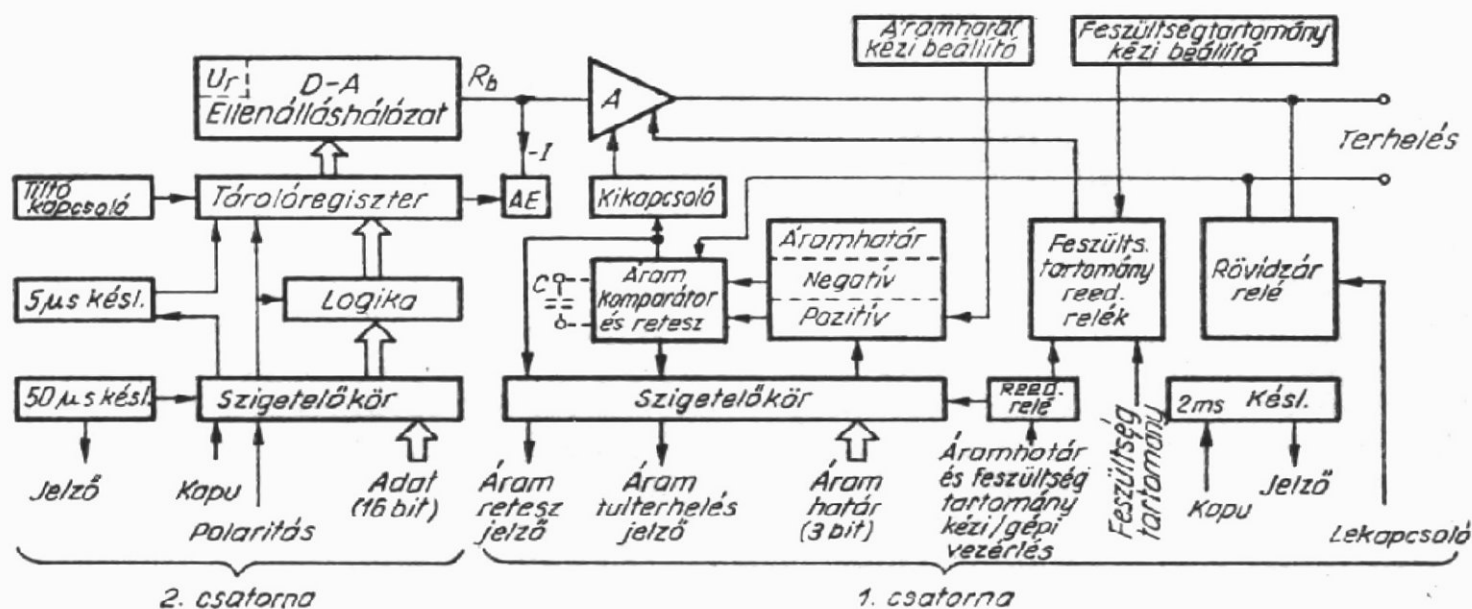 Áramhatár
kézi beállító
Feszültségtartomány
kézi beállító
Ur
D-A
Ellenálláshálózat
Rb
A
-I
Terhelés
Tiltó
kapcsoló
Tárolóregiszter
AE
Kikapcsoló
5µs késl.
Logika
C
Áram
komparátor
és retesz
Áramhatár
Negatív
Pozitív
Feszülts.
tartomány
reed.
relék
Rövidzár
relé
50µs késl.
Szigetelőkör
Szigetelőkör
Reed.
relé
2ms Késl.
Jelző
Kapu
Polaritás
Adat
(16 bit)
Áram
retesz
jelző
Áram
tulterhelés
jelző
Áram
határ
(3 bit)
Áramhatár
és feszültség
tartomány
kézi/gépi
vezérlés
Feszültség
tartomány
Kapu
Jelző
Lekapcsoló
2. csatorna
1. csatorna